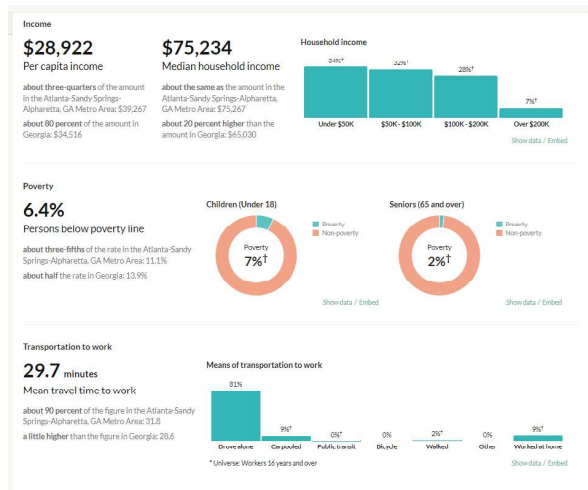 Income
$28,922
Per capita income
about three-quarters of the amount
in the Atlanta-Sandy Springs-
Alpharetta, GA Metro Area: $39,267
about 80 percent of the amount in
Georgia: $34,516
$75,234
Median household income
about the same as the amount in the
Atlanta-Sandy Springs-Alpharetta,
GA Metro Area: $75,267
about 20 percent higher than the
amount in Georgia: $65,030
Household income
34%†
32%†
28%†
7%†
Under $50K
$50K - $100K
$100K - $200K
Over $200K
Show data / Embed
Poverty
6.4%
Persons below poverty line
about three-fifths of the rate in the Atlanta-Sandy
Springs-Alpharetta, GA Metro Area: 11.1%
about half the rate in Georgia: 13.9%
Children (Under 18)
Poverty
7%†
Poverty
Non-poverty
Show data / Embed
Seniors (65 and over)
Poverty
2%†
Poverty
Non-poverty
Show data / Embed
Transportation to work
29.7 minutes
Mean travel time to work
about 90 percent of the figure in the Atlanta-Sandy
Springs-Alpharetta, GA Metro Area: 31.8
a little higher than the figure in Georgia: 28.6
Means of transportation to work
81%
9%†
0%†
0%
2%†
0%
9%†
Drove alone
Carpooled
Public transit
Bicycle
Walked
Other
Worked at home
* Universe: Workers 16 years and over
Show data / Embed